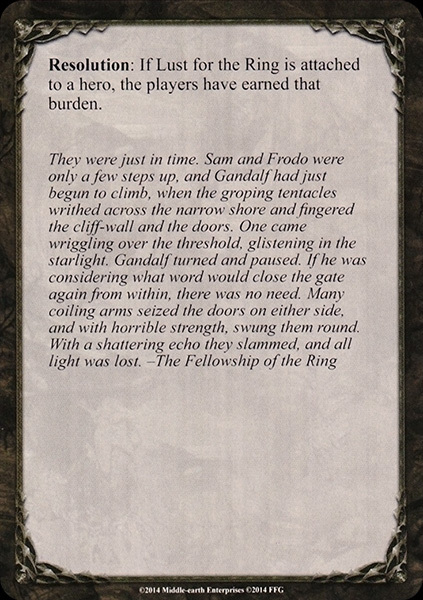 Resolution: If Lust for the Ring is attached
to a hero, the players have earned that
burden.
They were just in time. Sam and Frodo were
only a few steps up, and Gandalf had just
begun to climb, when the groping tentacles
writhed across the narrow shore and fingered
the cliff-wall and the doors. One came
wriggling over the threshold, glistening in the
starlight. Gandalf turned and paused. If he was
considering what word would close the gate
again from within, there was no need. Many
coiling arms seized the doors on either side,
and with horrible strength, swung them round.
With a shattering echo they slammed, and all
light was lost. –The Fellowship of the Ring
©2014 Middle-earth Enterprises ©2014 FFG